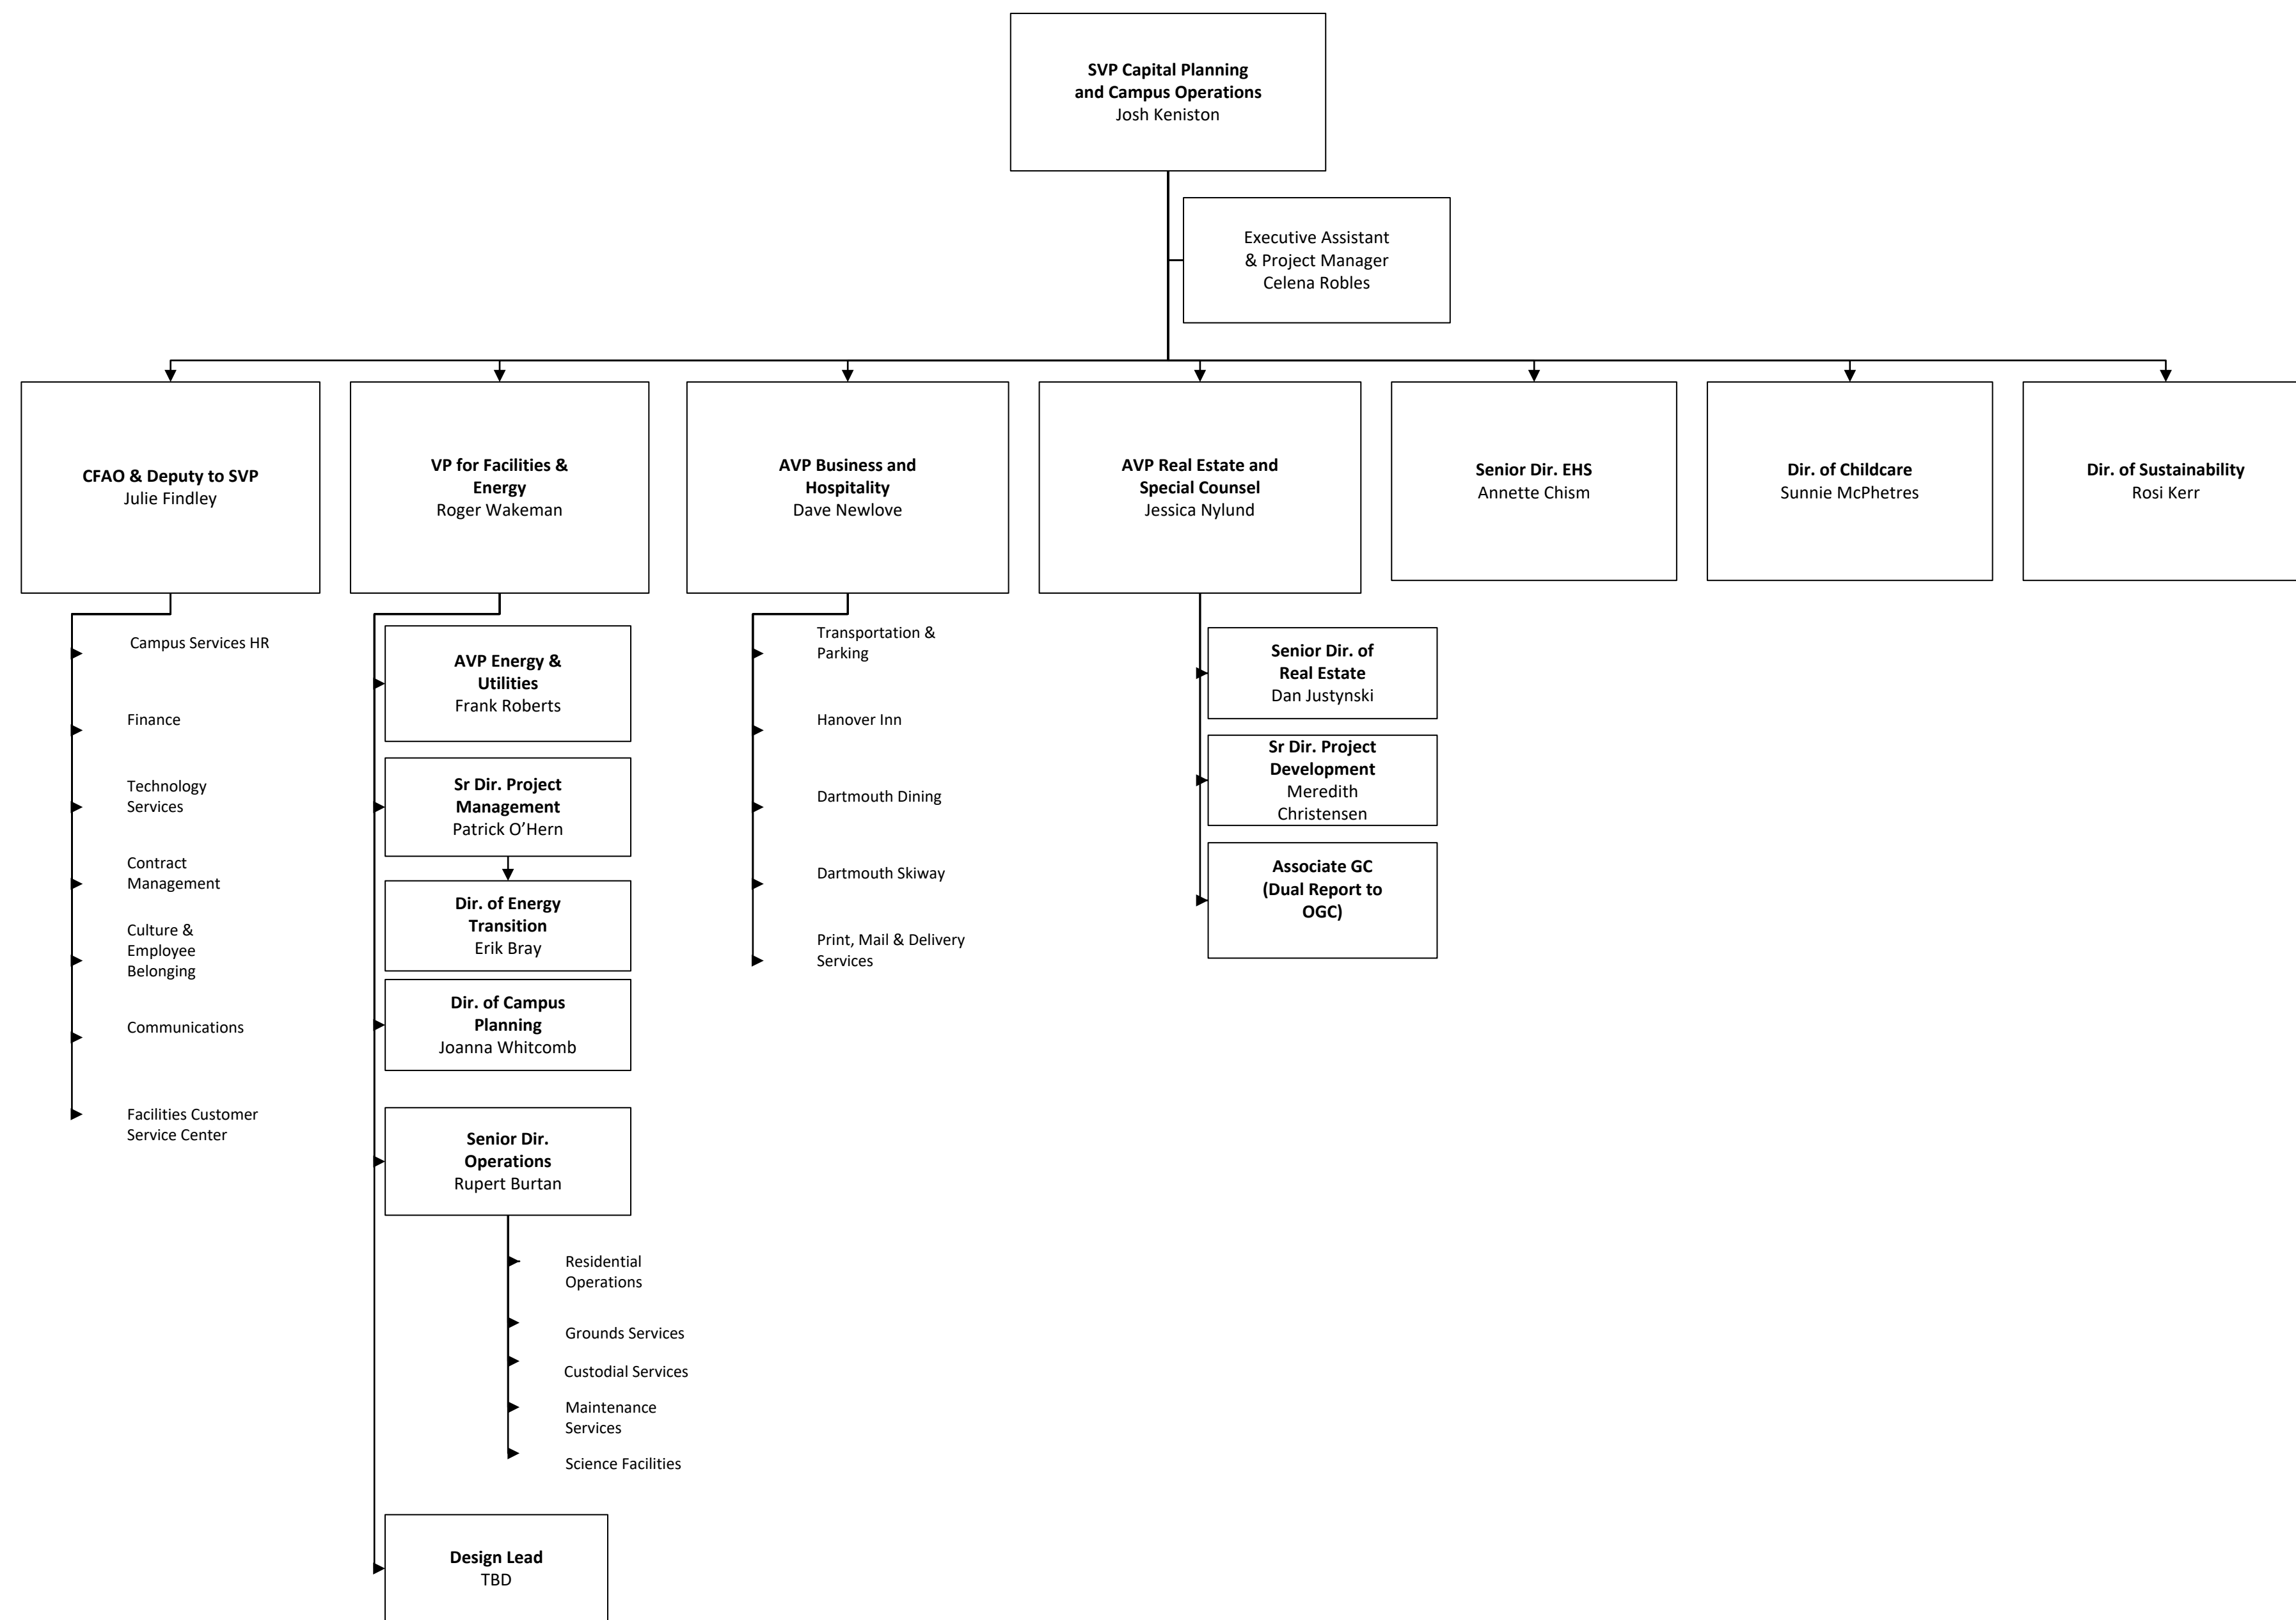 SVP Capital Planning
and Campus Operations
Josh Keniston
Executive Assistant
& Project Manager
Celena Robles
CFAO & Deputy to SVP
Julie Findley
VP for Facilities &
Energy
Roger Wakeman
AVP Business and
Hospitality
Dave Newlove
AVP Real Estate and
Special Counsel
Jessica Nylund
Senior Dir. EHS
Annette Chism
Dir. of Childcare
Sunnie McPhetres
Dir. of Sustainability
Rosi Kerr
Campus Services HR
Finance
Technology
Services
Contract
Management
Culture &
Employee
Belonging
Communications
Facilities Customer
Service Center
AVP Energy &
Utilities
Frank Roberts
Sr Dir. Project
Management
Patrick O’Hern
Dir. of Energy
Transition
Erik Bray
Dir. of Campus
Planning
Joanna Whitcomb
Senior Dir.
Operations
Rupert Burtan
Residential
Operations
Grounds Services
Custodial Services
Maintenance
Services
Science Facilities
Design Lead
TBD
Transportation &
Parking
Hanover Inn
Dartmouth Dining
Dartmouth Skiway
Print, Mail & Delivery
Services
Senior Dir. of
Real Estate
Dan Justynski
Sr Dir. Project
Development
Meredith
Christensen
Associate GC
(Dual Report to
OGC)